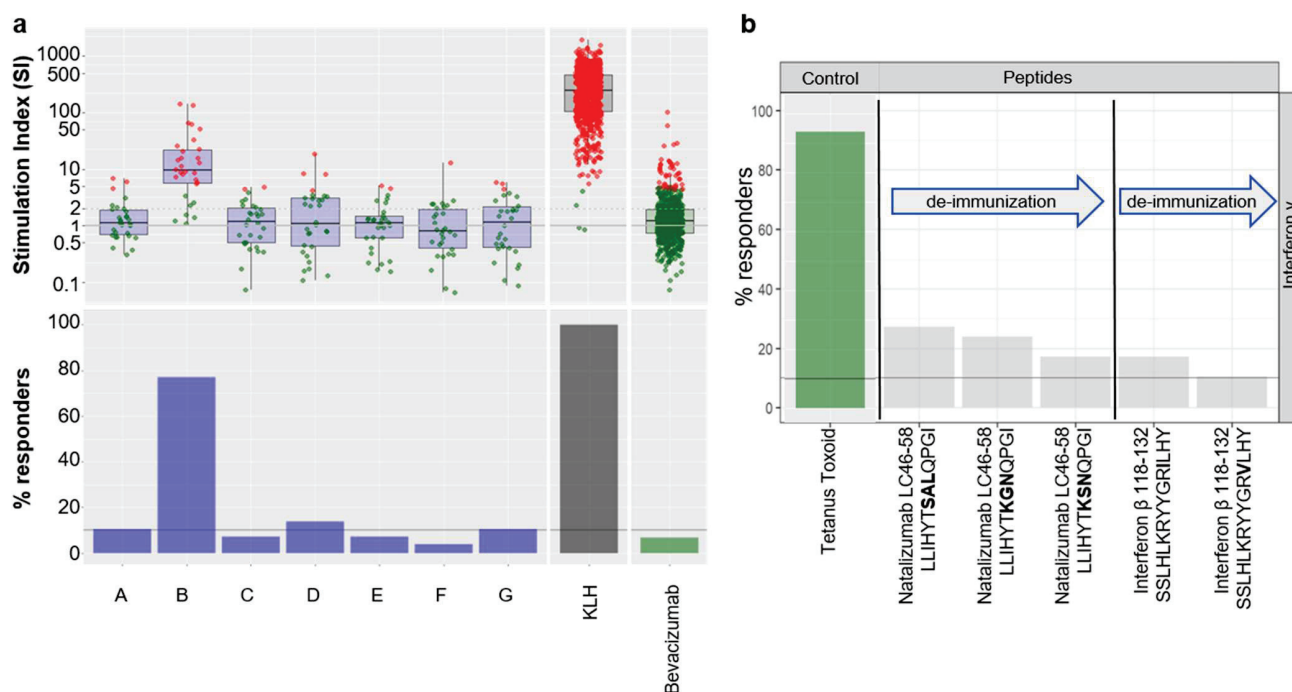 a
Stimulation Index (SI)
1000
500
100
50
10
5
2
1
0.5
0.1
% responders
100
80
60
40
20
0
A
B
C
D
E
F
G
KLH
Bevacizumab
b
Control
Peptides
% responders
100
80
60
40
20
0
de-immunization
de-immunization
Interferon γ
Tetanus Toxoid
Natalizumab LC46-58
LLIHYTSALQPGI
Natalizumab LC46-58
LLIHYTKGNQPGI
Natalizumab LC46-58
LLIHYTKSNQPGI
Interferon β 118-132
SSLHLKRYYGRILHY
Interferon β 118-132
SSLHLKRYYGRVLHY